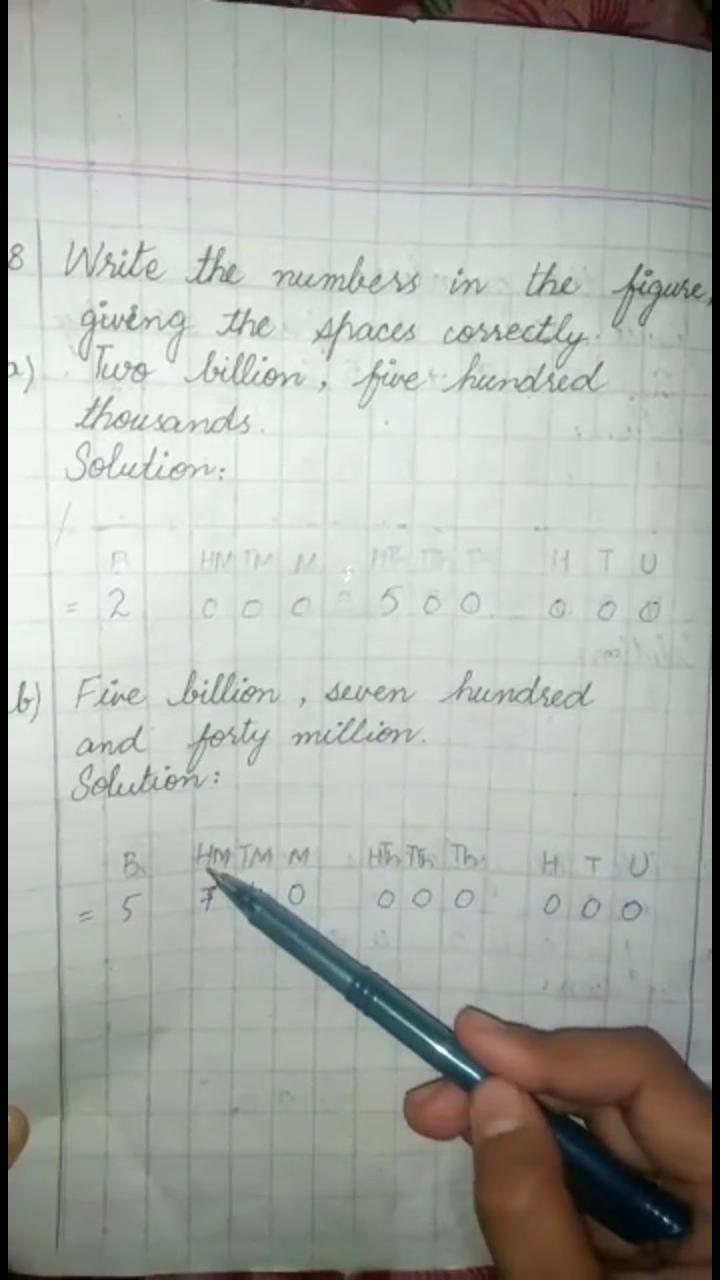 8 Write the numbers in the figure,
giving the spaces correctly.
a) Two billion, five hundred
thousands.
Solution:
B HM TM M HTh TTh T H T U
= 2 0 0 0 5 0 0 0 0 0
b) Five billion, seven hundred
and forty million.
Solution:
B HM TM M HTh TTh Th H T U
= 5 7 0 0 0 0 0 0 0